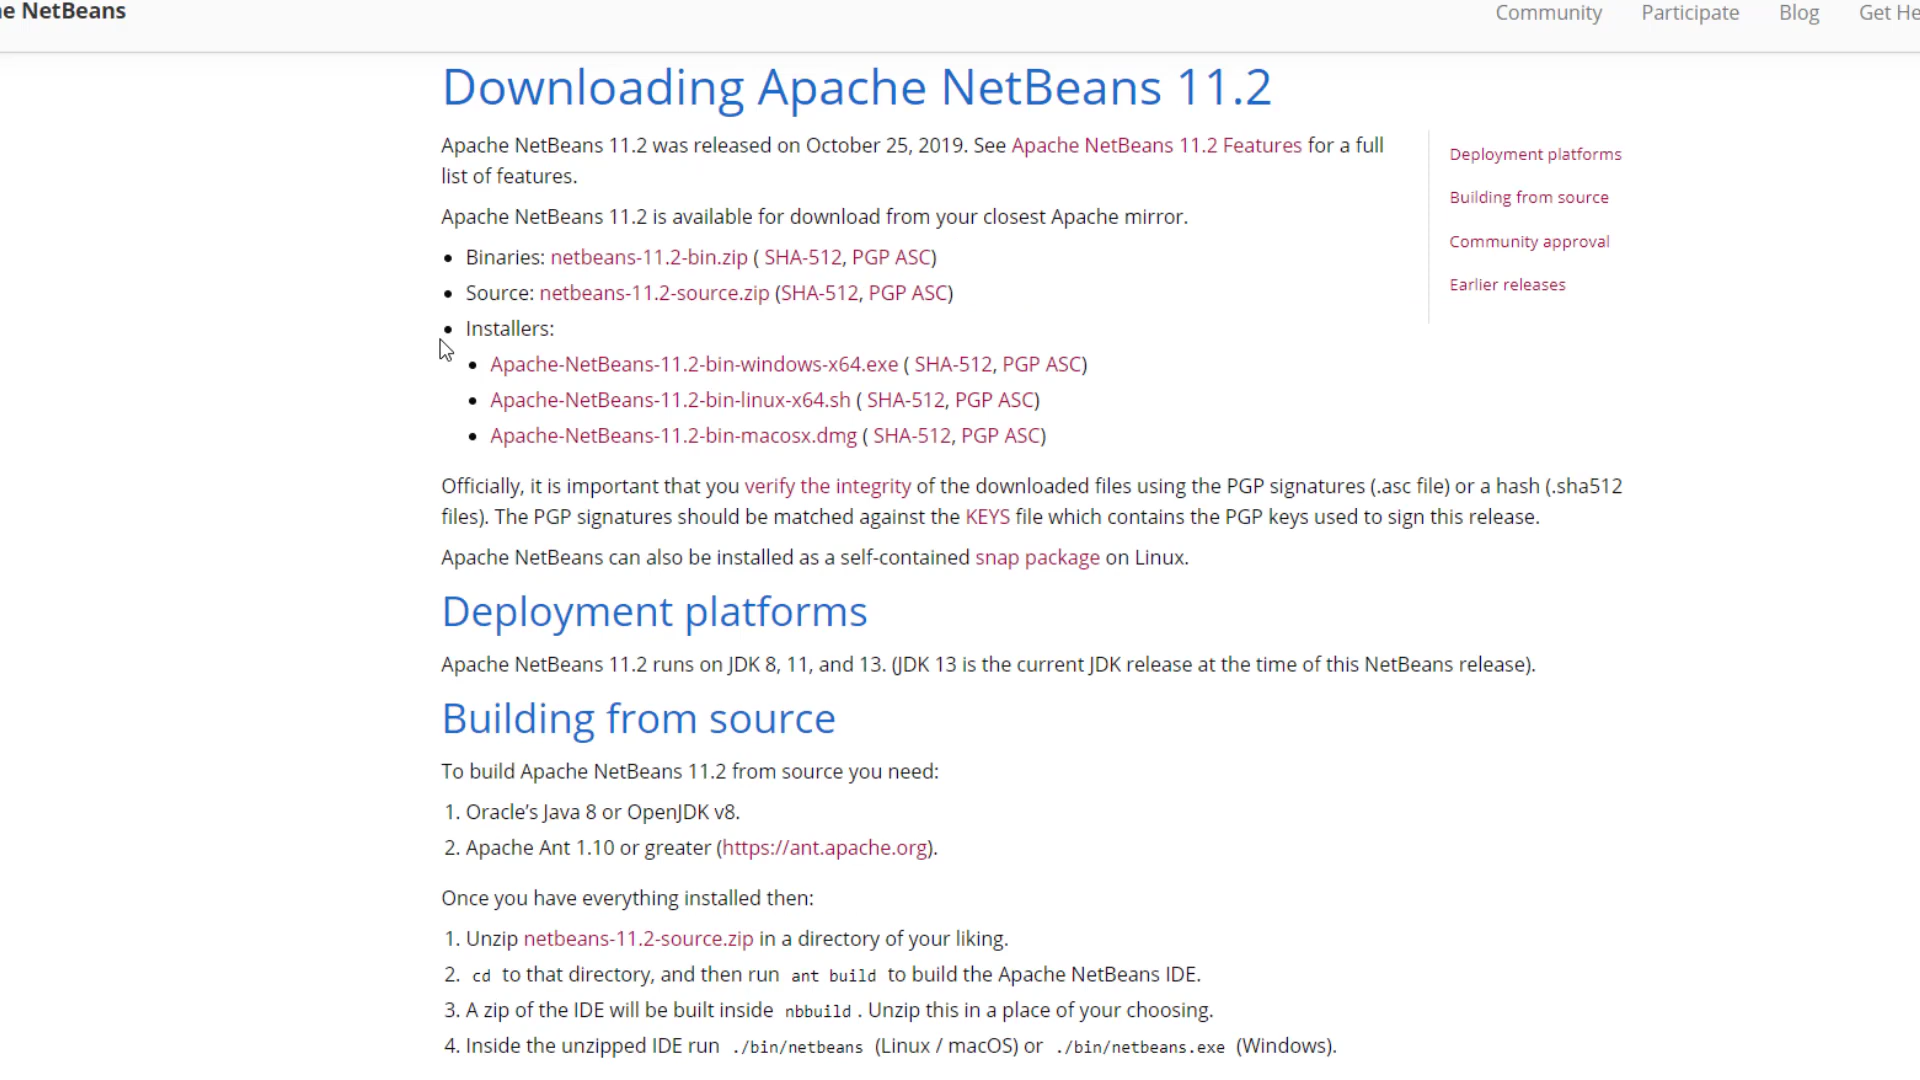 e NetBeans
Community Participate Blog Get He
Downloading Apache NetBeans 11.2
Apache NetBeans 11.2 was released on October 25, 2019. See Apache NetBeans 11.2 Features for a full
list of features.
Apache NetBeans 11.2 is available for download from your closest Apache mirror.
• Binaries: netbeans-11.2-bin.zip ( SHA-512, PGP ASC)
• Source: netbeans-11.2-source.zip (SHA-512, PGP ASC)
• Installers:
• Apache-NetBeans-11.2-bin-windows-x64.exe ( SHA-512, PGP ASC)
• Apache-NetBeans-11.2-bin-linux-x64.sh ( SHA-512, PGP ASC)
• Apache-NetBeans-11.2-bin-macosx.dmg ( SHA-512, PGP ASC)
Deployment platforms
Building from source
Community approval
Earlier releases
Officially, it is important that you verify the integrity of the downloaded files using the PGP signatures (.asc file) or a hash (.sha512
files). The PGP signatures should be matched against the KEYS file which contains the PGP keys used to sign this release.
Apache NetBeans can also be installed as a self-contained snap package on Linux.
Deployment platforms
Apache NetBeans 11.2 runs on JDK 8, 11, and 13. (JDK 13 is the current JDK release at the time of this NetBeans release).
Building from source
To build Apache NetBeans 11.2 from source you need:
1. Oracle’s Java 8 or OpenJDK v8.
2. Apache Ant 1.10 or greater (https://ant.apache.org).
Once you have everything installed then:
1. Unzip netbeans-11.2-source.zip in a directory of your liking.
2. cd to that directory, and then run ant build to build the Apache NetBeans IDE.
3. A zip of the IDE will be built inside nbbuild . Unzip this in a place of your choosing.
4. Inside the unzipped IDE run ./bin/netbeans (Linux / macOS) or ./bin/netbeans.exe (Windows).